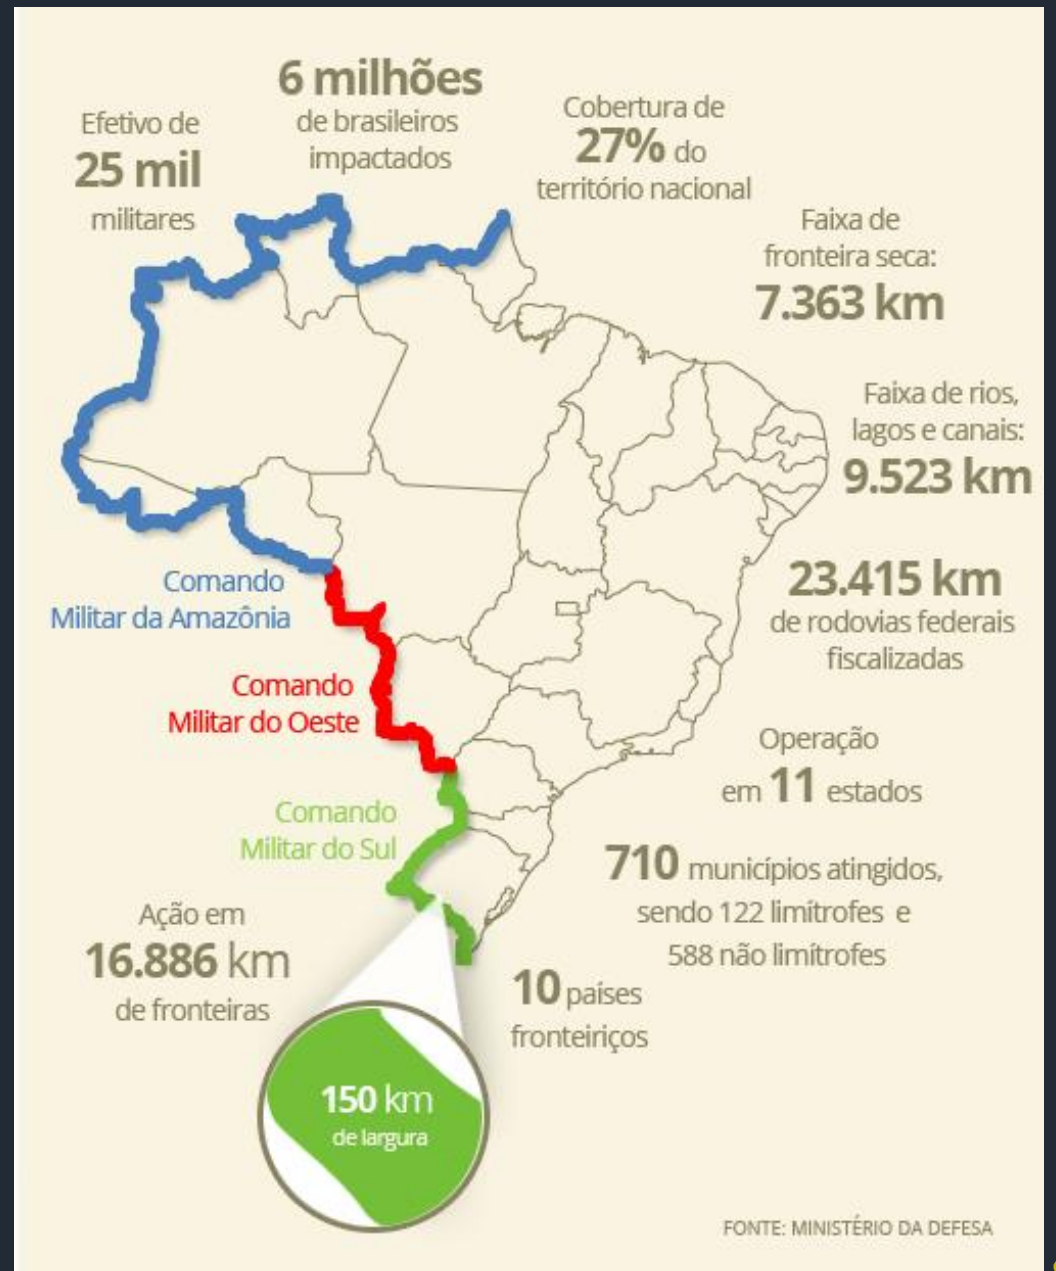 6 milhões
de brasileiros
impactados
Efetivo de
25 mil
militares
Cobertura de
27% do
território nacional
Faixa de
fronteira seca:
7.363 km
Faixa de rios,
lagos e canais:
9.523 km
23.415 km
de rodovias federais
fiscalizadas
Comando
Militar da Amazônia
Comando
Militar do Oeste
Operação
em 11 estados
Comando
Militar do Sul
710 municípios atingidos,
sendo 122 limítrofes e
588 não limítrofes
Ação em
16.886 km
de fronteiras
10 países
fronteiriços
150 km
de largura
FONTE: MINISTÉRIO DA DEFESA